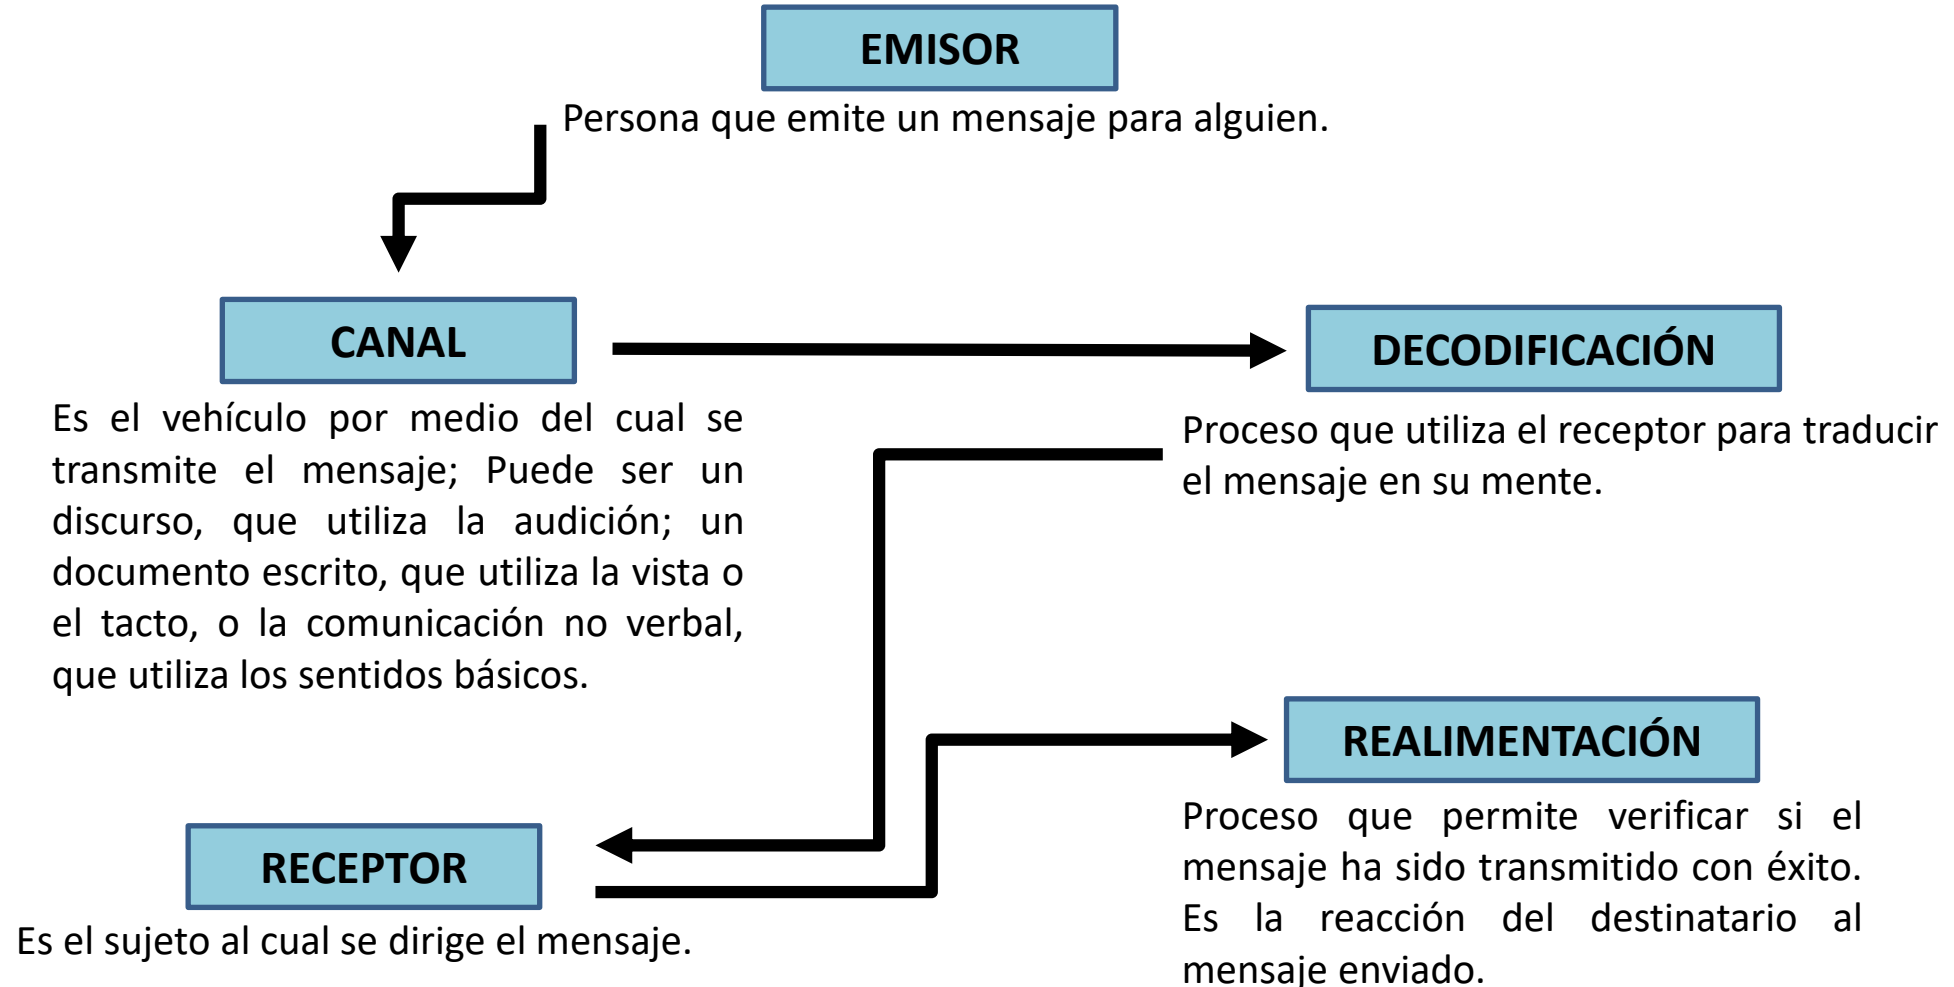 EMISOR
Persona que emite un mensaje para alguien.
CANAL
Es el vehículo por medio del cual se
transmite el mensaje; Puede ser un
discurso, que utiliza la audición; un
documento escrito, que utiliza la vista o
el tacto, o la comunicación no verbal,
que utiliza los sentidos básicos.
DECODIFICACIÓN
Proceso que utiliza el receptor para traducir
el mensaje en su mente.
RECEPTOR
Es el sujeto al cual se dirige el mensaje.
REALIMENTACIÓN
Proceso que permite verificar si el
mensaje ha sido transmitido con éxito.
Es la reacción del destinatario al
mensaje enviado.